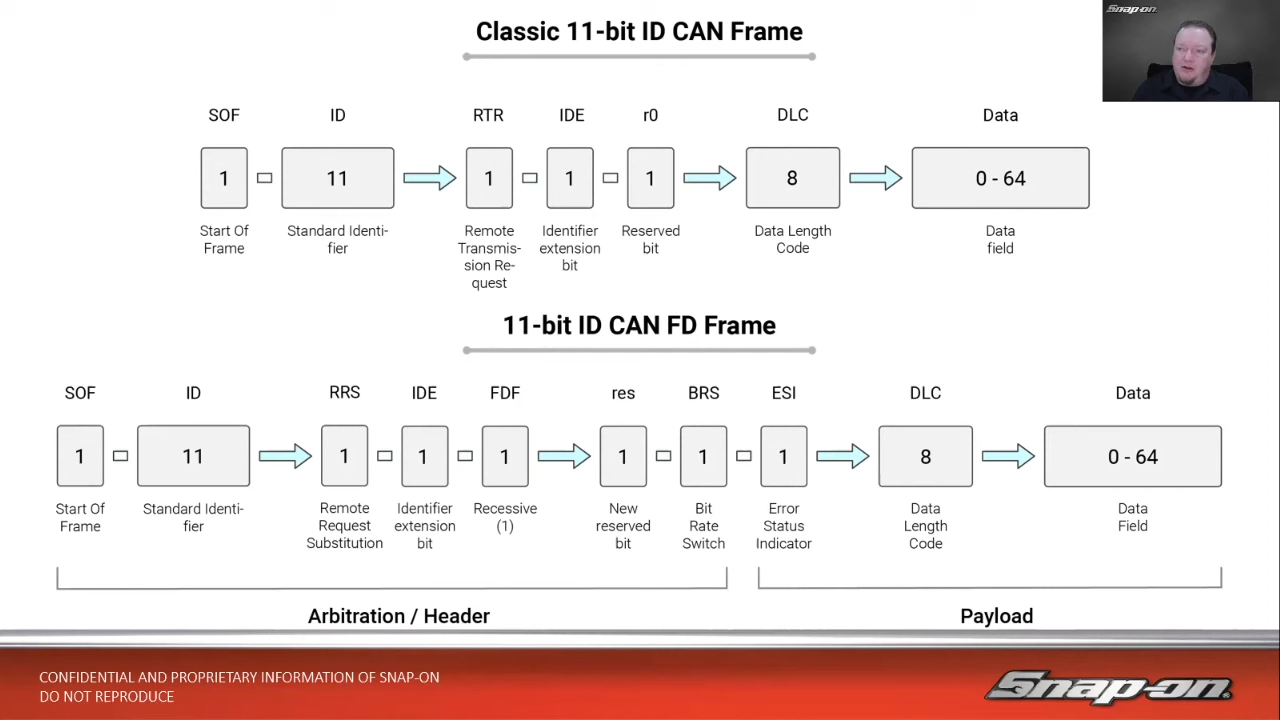 Classic 11-bit ID CAN Frame
Snap-on
SOF ID RTR IDE r0 DLC Data
1 11 1 1 1 8 0 - 64
Start Of Standard Identi- Remote Identifier Reserved Data Length Data
Frame fier Transmis- extension bit Code field
sion Re- bit
quest
11-bit ID CAN FD Frame
SOF ID RRS IDE FDF res BRS ESI DLC Data
1 11 1 1 1 1 1 1 8 0 - 64
Start Of Standard Identi- Remote Identifier Recessive New Bit Error Data Data
Frame fier Request extension (1) reserved Rate Status Length Field
Substitution bit bit Switch Indicator Code
Arbitration / Header Payload
CONFIDENTIAL AND PROPRIETARY INFORMATION OF SNAP-ON
DO NOT REPRODUCE
Snap-on